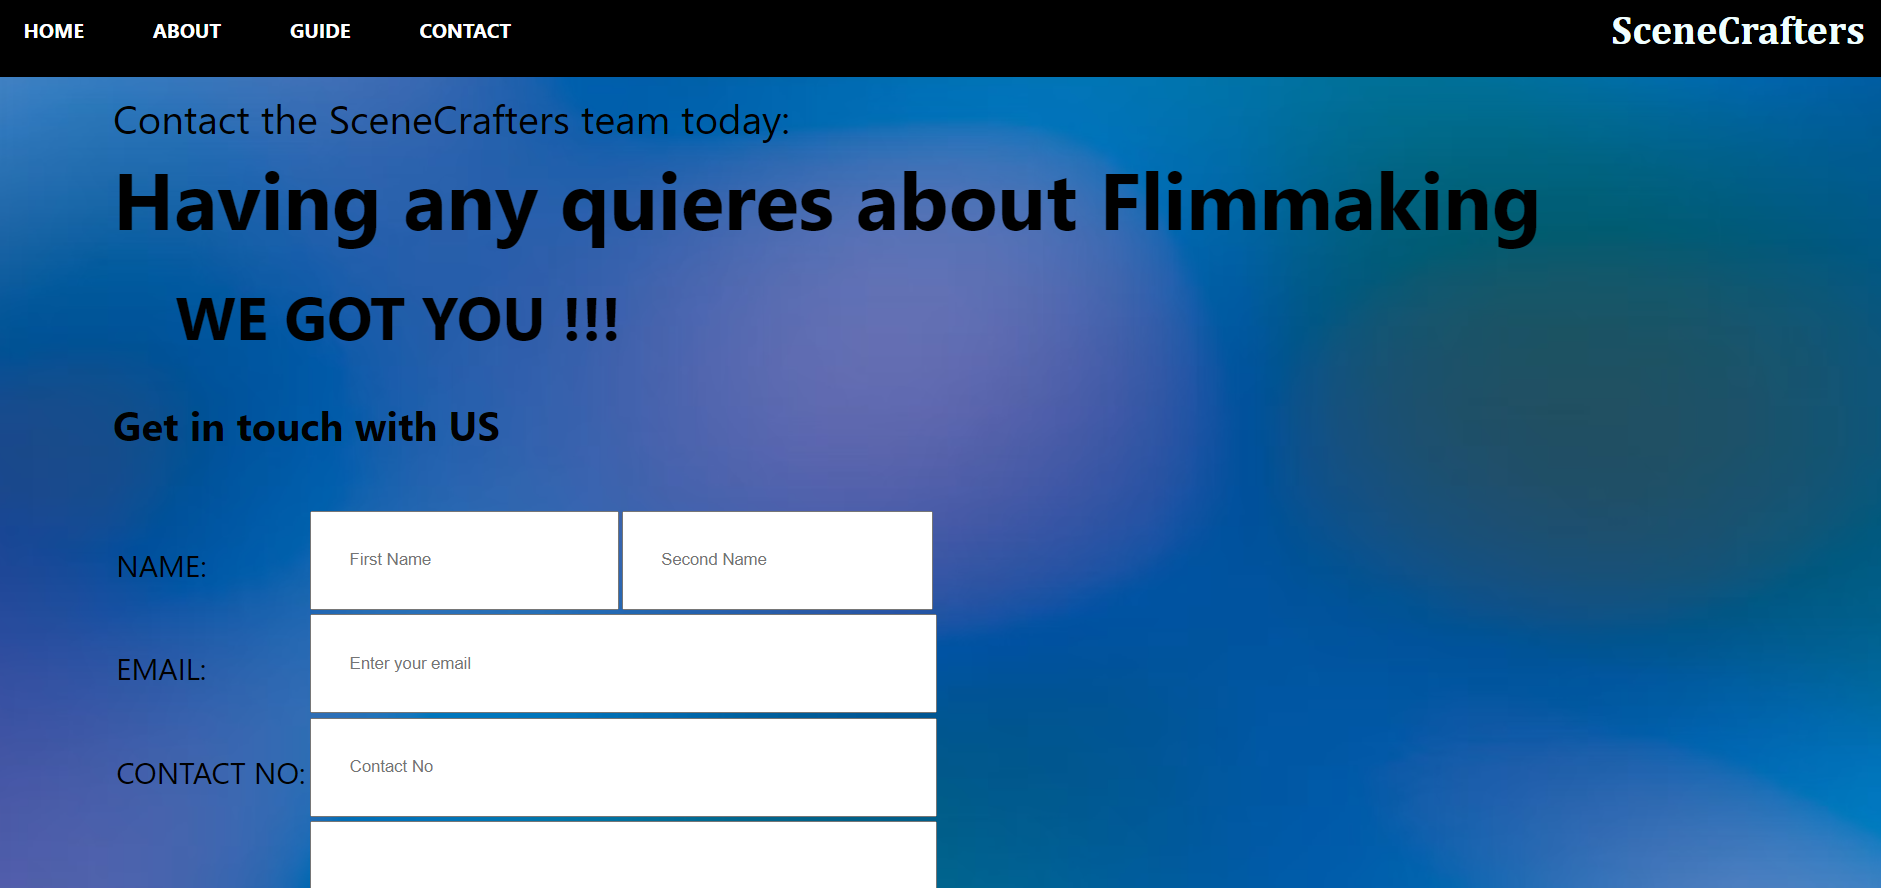 HOME ABOUT GUIDE CONTACT SceneCrafters
Contact the SceneCrafters team today:
Having any quieres about Flimmaking
WE GOT YOU !!!
Get in touch with US
NAME: First Name Second Name
EMAIL: Enter your email
CONTACT NO: Contact No